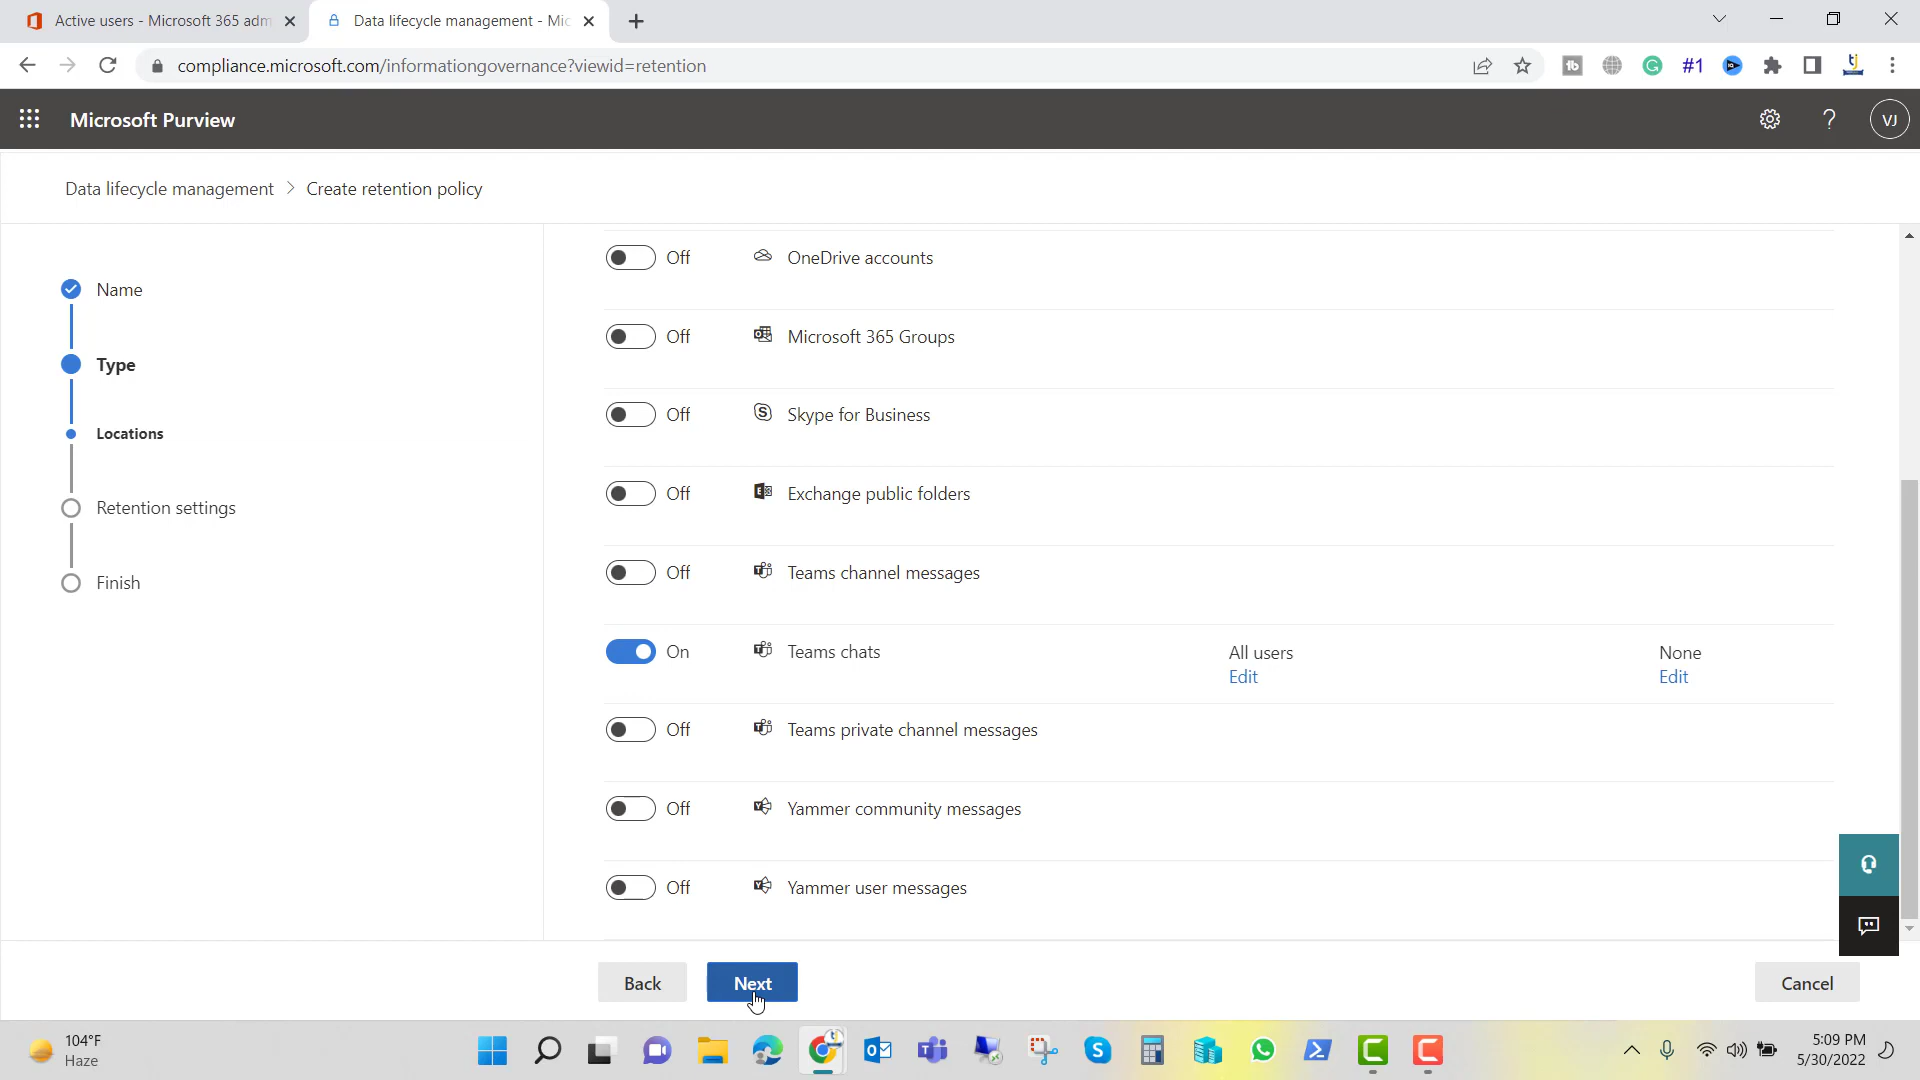 Active users - Microsoft 365 adm
Data lifecycle management - Mic
compliance.microsoft.com/informationgovernance?viewid=retention
#1
tj
Microsoft Purview
?
VJ
Data lifecycle management > Create retention policy
Name
Type
Locations
Retention settings
Finish
Off OneDrive accounts
Off Microsoft 365 Groups
Off Skype for Business
Off Exchange public folders
Off Teams channel messages
On Teams chats All users None
Edit Edit
Off Teams private channel messages
Off Yammer community messages
Off Yammer user messages
Back Next Cancel
104°F
Haze
5:09 PM
5/30/2022